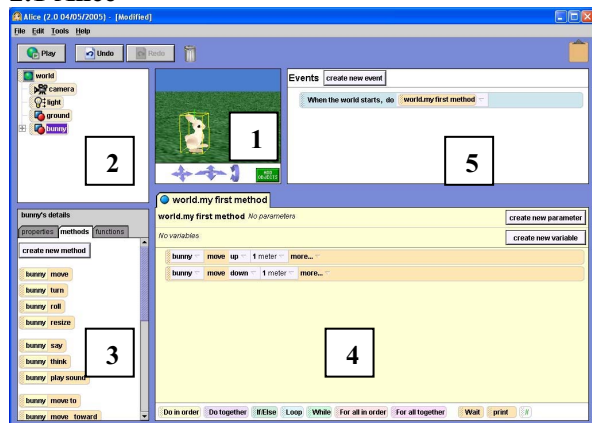 Alice (2.0 04/05/2005) - [Modified]
File Edit Tools Help
Play Undo Redo
world
camera
light
ground
bunny
2
1
ADD OBJECTS
Events create new event
When the world starts, do world.my first method
5
bunny's details
properties methods functions
create new method
bunny move
bunny turn
bunny roll
bunny resize
bunny say
bunny think
bunny play sound
bunny move to
bunny move toward
3
world.my first method
world.my first method No parameters create new parameter
No variables create new variable
bunny move up 1 meter more...
bunny move down 1 meter more...
4
Do in order Do together If/Else Loop While For all in order For all together Wait print //